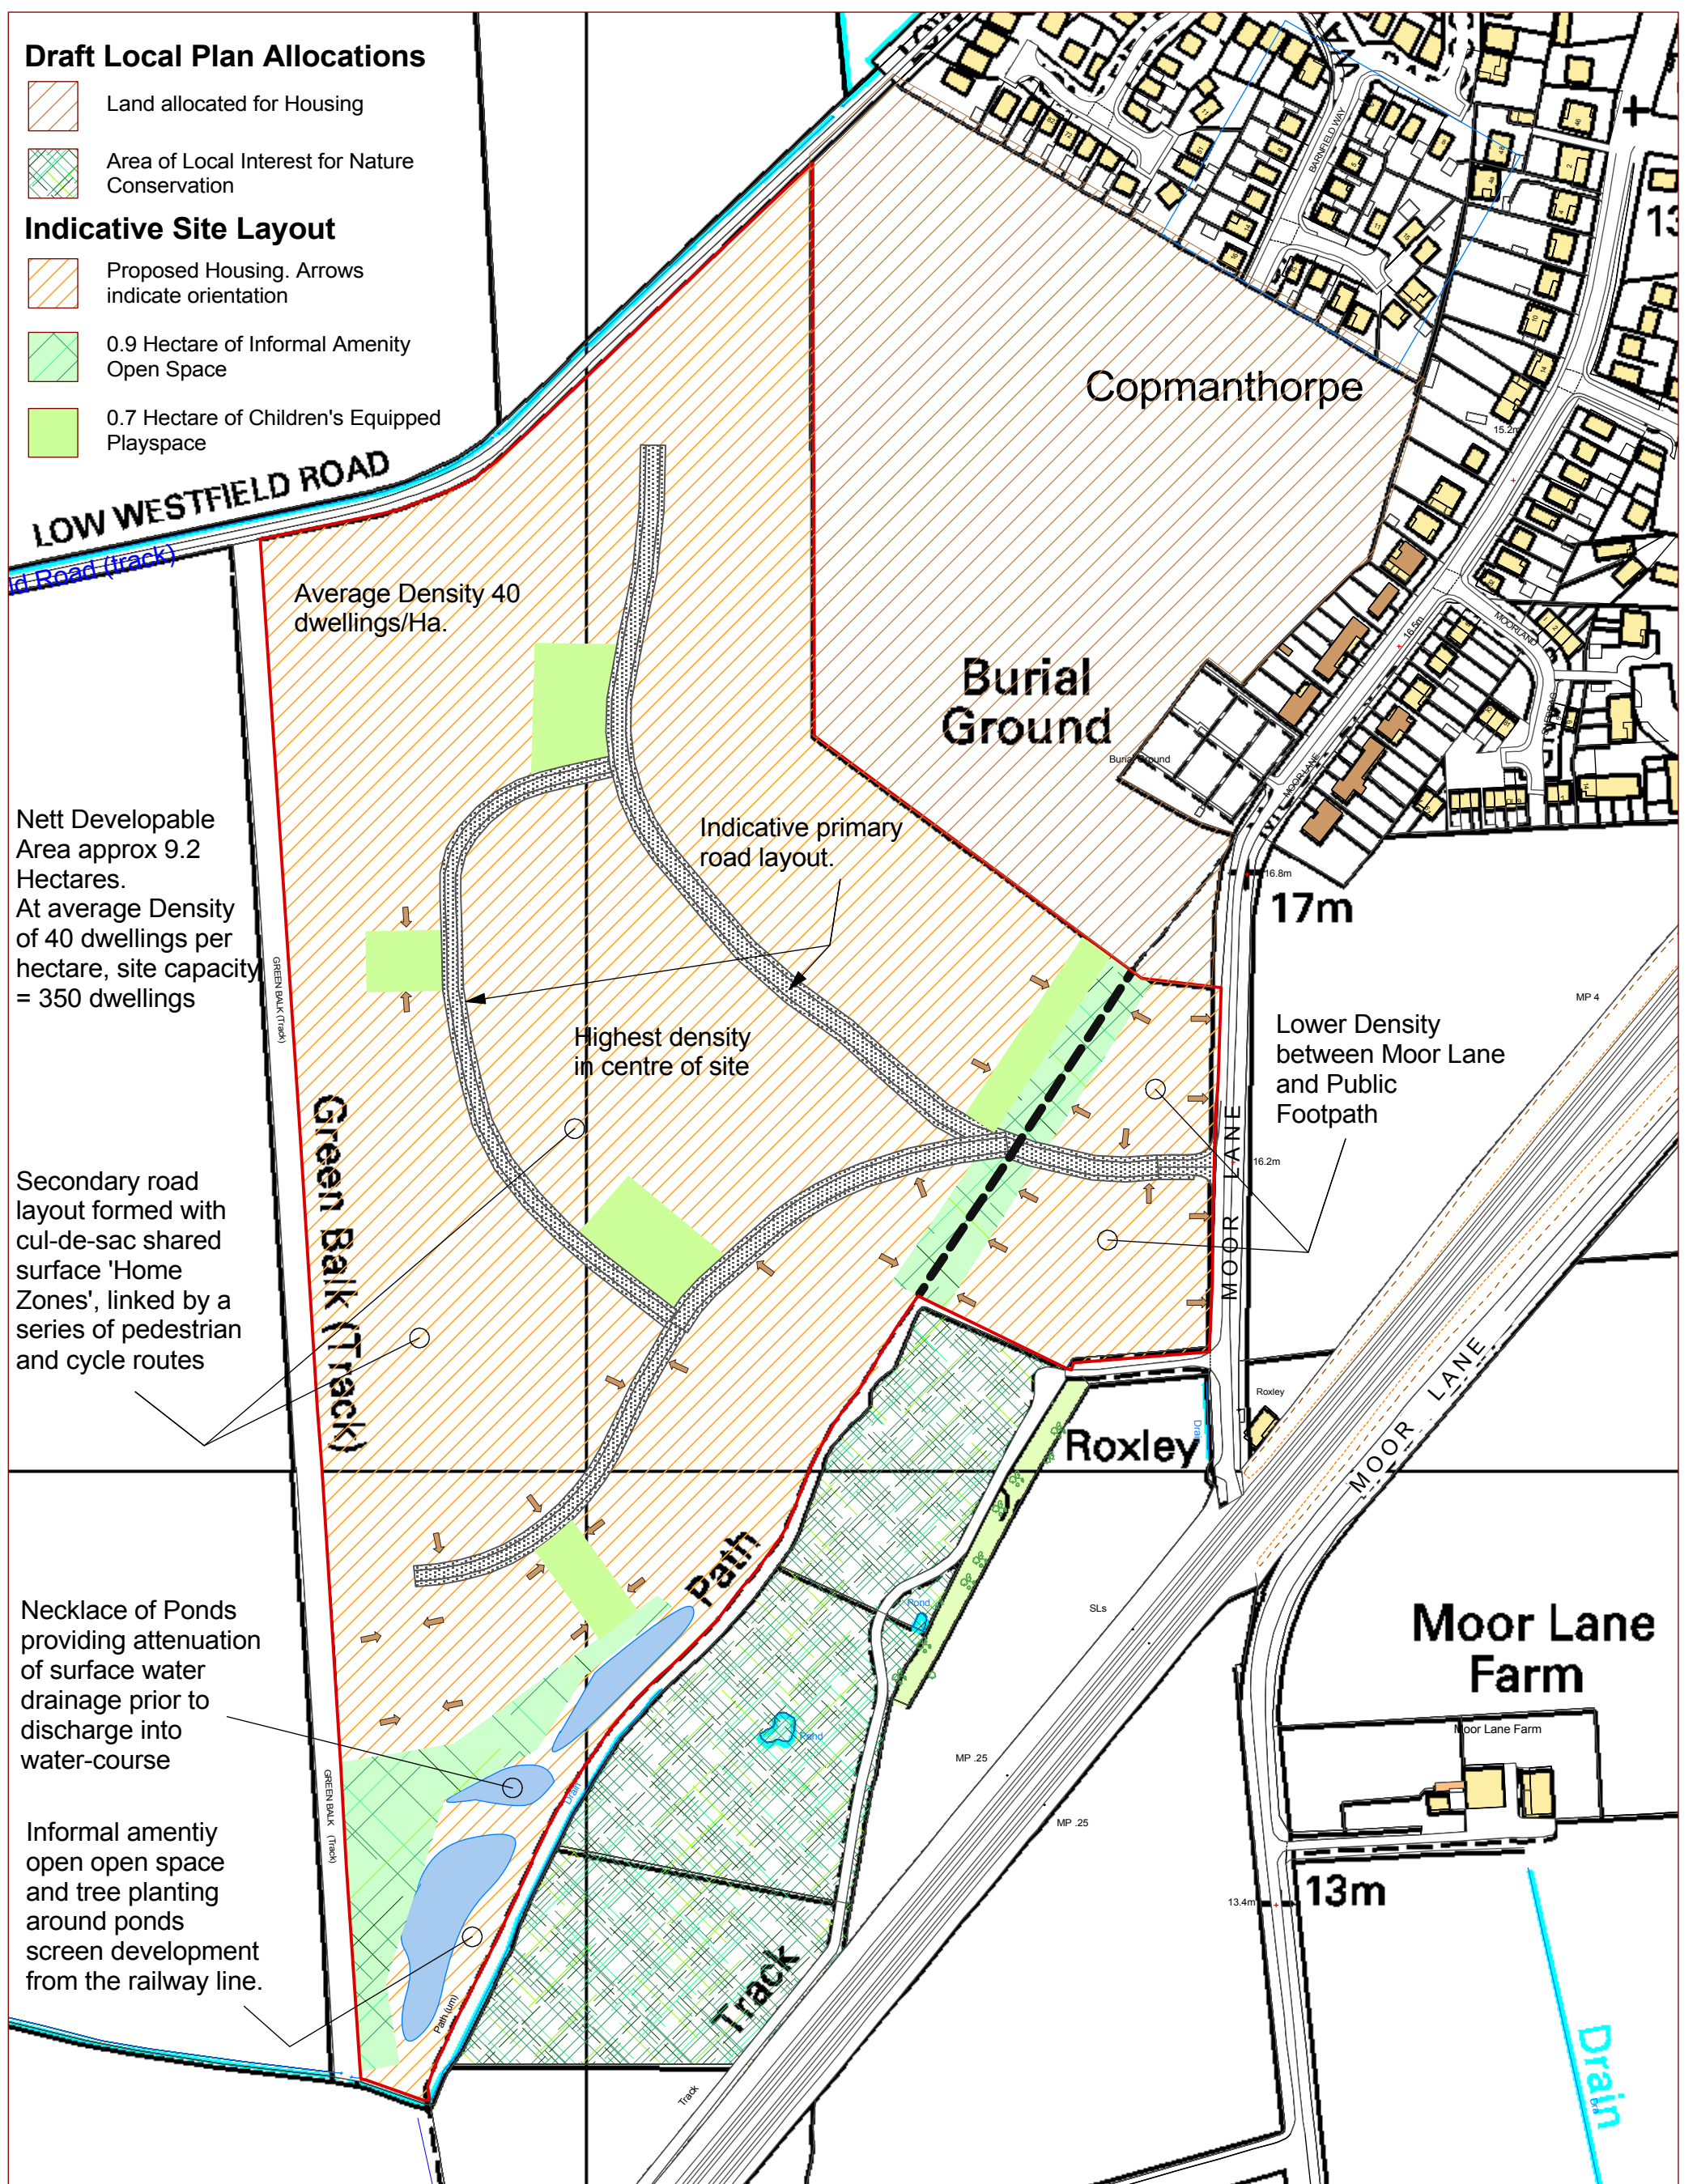 Draft Local Plan Allocations
Land allocated for Housing
Area of Local Interest for Nature
Conservation
Indicative Site Layout
Proposed Housing. Arrows
indicate orientation
0.9 Hectare of Informal Amenity
Open Space
0.7 Hectare of Children's Equipped
Playspace
LOW WESTFIELD ROAD
Road (track)
BARNFIELD WAY
Copmanthorpe
15.2m
Average Density 40
dwellings/Ha.
MOORLAND
16.5m
Burial
Ground
Burial Ground
MOOR LANE
Nett Developable
Area approx 9.2
Hectares.
At average Density
of 40 dwellings per
hectare, site capacity
= 350 dwellings
Indicative primary
road layout.
16.8m
17m
GREEN BALK (Track)
MP 4
Highest density
in centre of site
Lower Density
between Moor Lane
and Public
Footpath
MOOR LANE
16.2m
Green Balk (Track)
Secondary road
layout formed with
cul-de-sac shared
surface 'Home
Zones', linked by a
series of pedestrian
and cycle routes
Roxley
Roxley
Drain
MOOR LANE
Path
Necklace of Ponds
providing attenuation
of surface water
drainage prior to
discharge into
water-course
Pond
SLs
Moor Lane
Farm
Moor Lane Farm
Pond
MP .25
MP .25
Drain
GREEN BALK (Track)
Informal amentiy
open open space
and tree planting
around ponds
screen development
from the railway line.
13.4m
13m
Path (um)
Track
Track
Drain